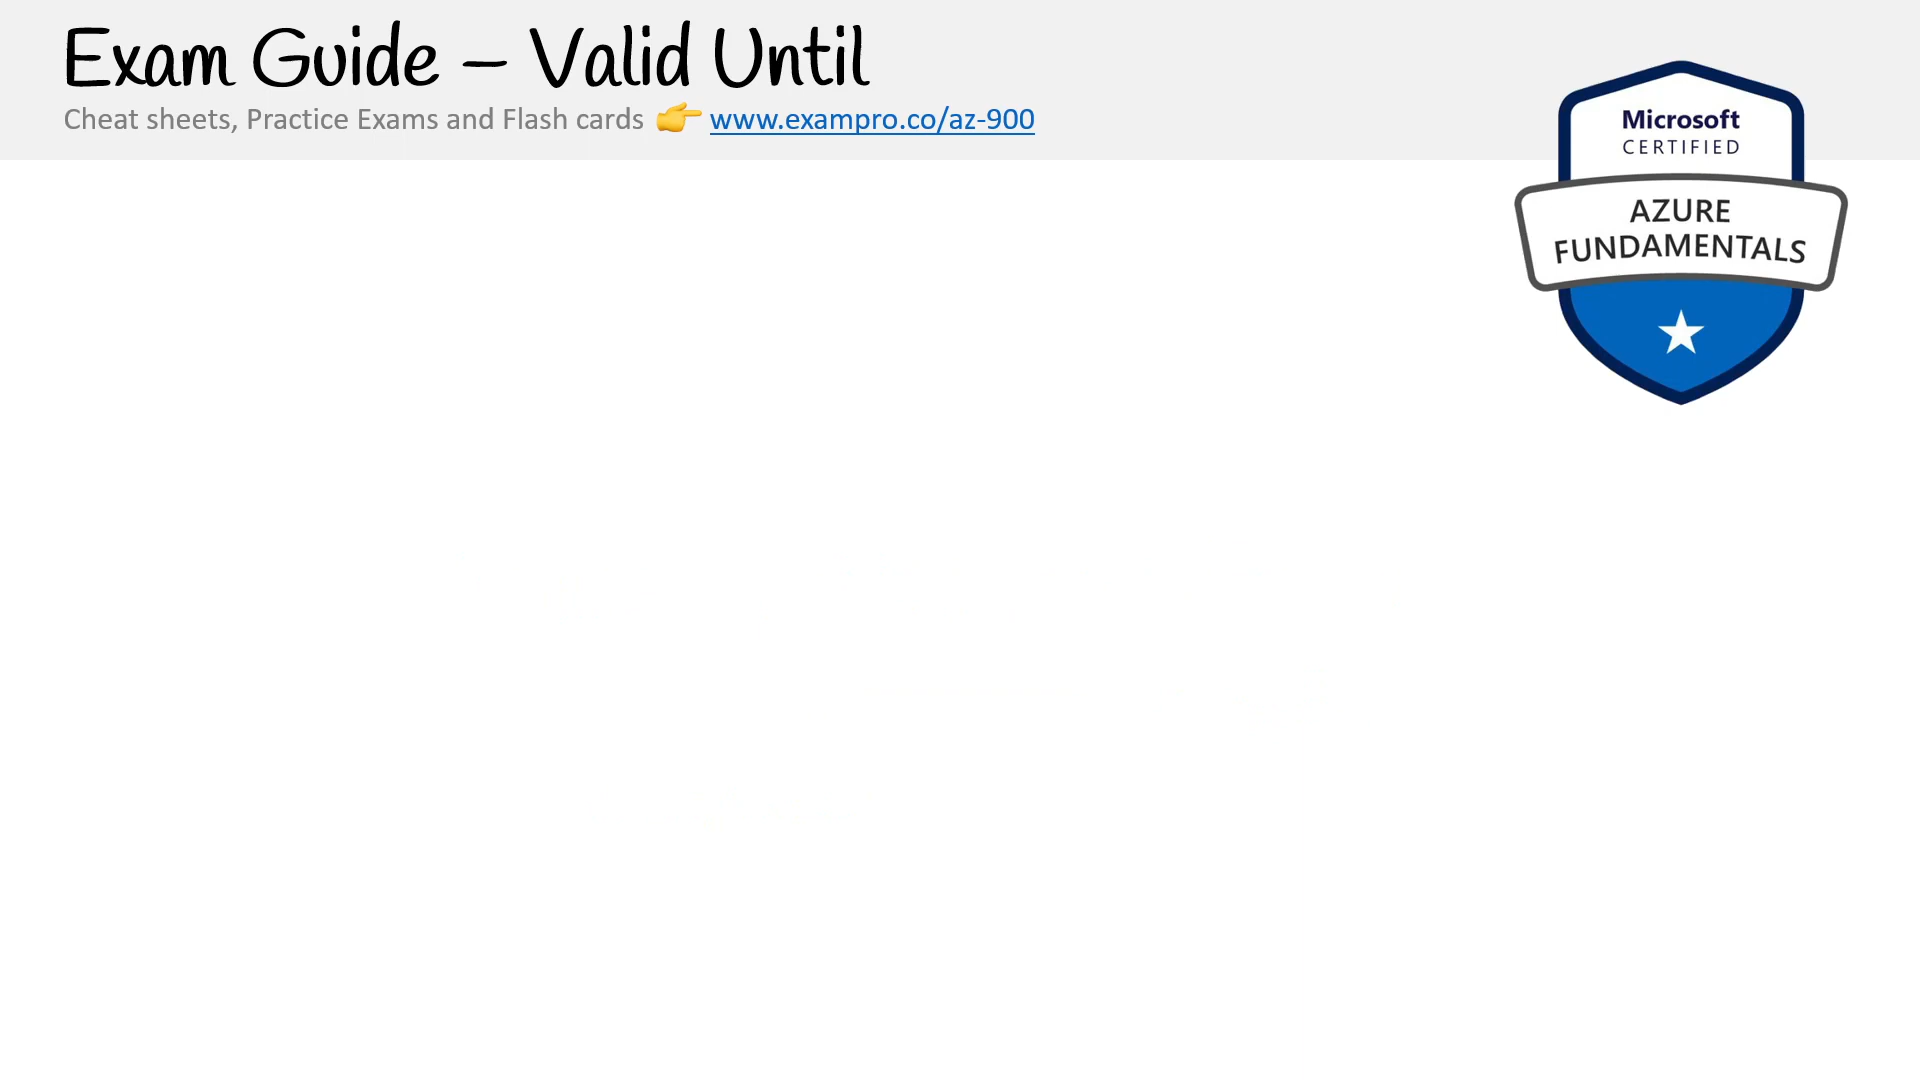 Exam Guide – Valid Until
Cheat sheets, Practice Exams and Flash cards 👉 www.exampro.co/az-900
Microsoft
CERTIFIED
AZURE
FUNDAMENTALS